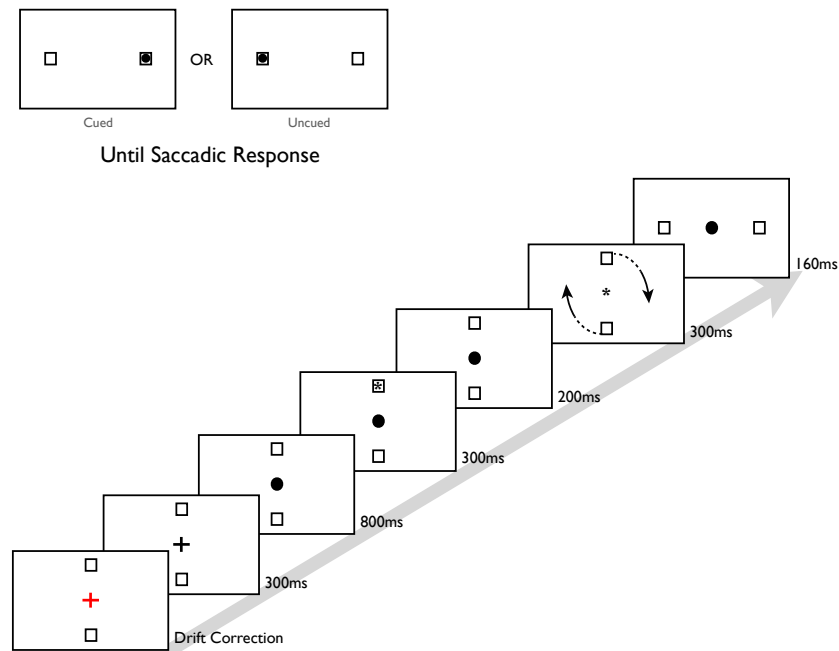 OR
Cued
Uncued
Until Saccadic Response
160ms
*
300ms
200ms
*
300ms
800ms
300ms
Drift Correction